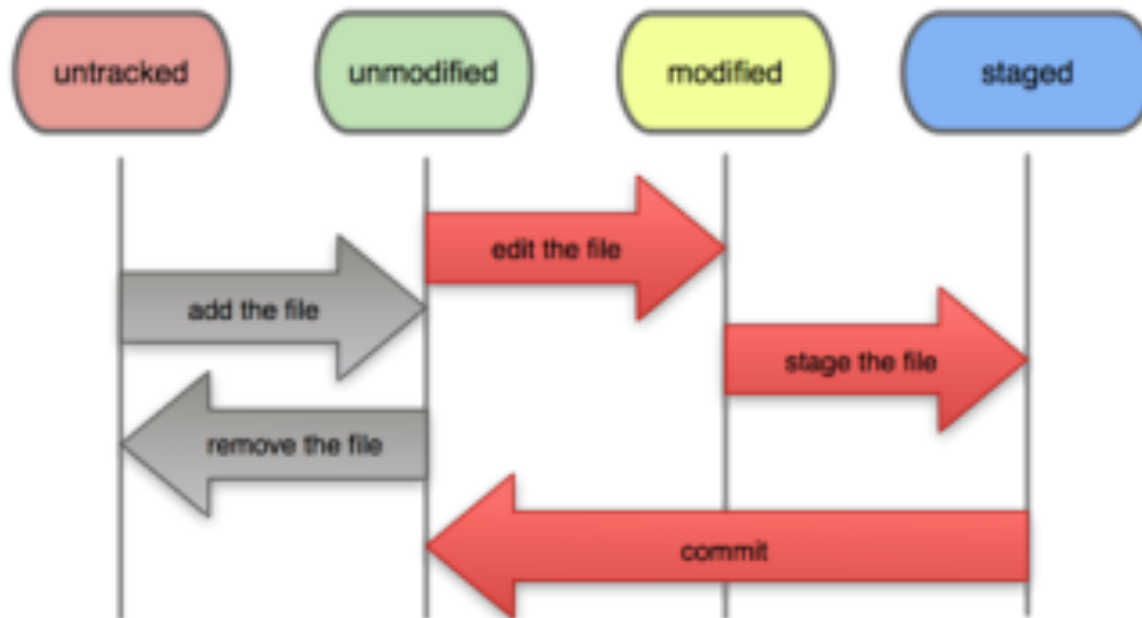 untracked
unmodified
modified
staged
edit the file
add the file
stage the file
remove the file
commit